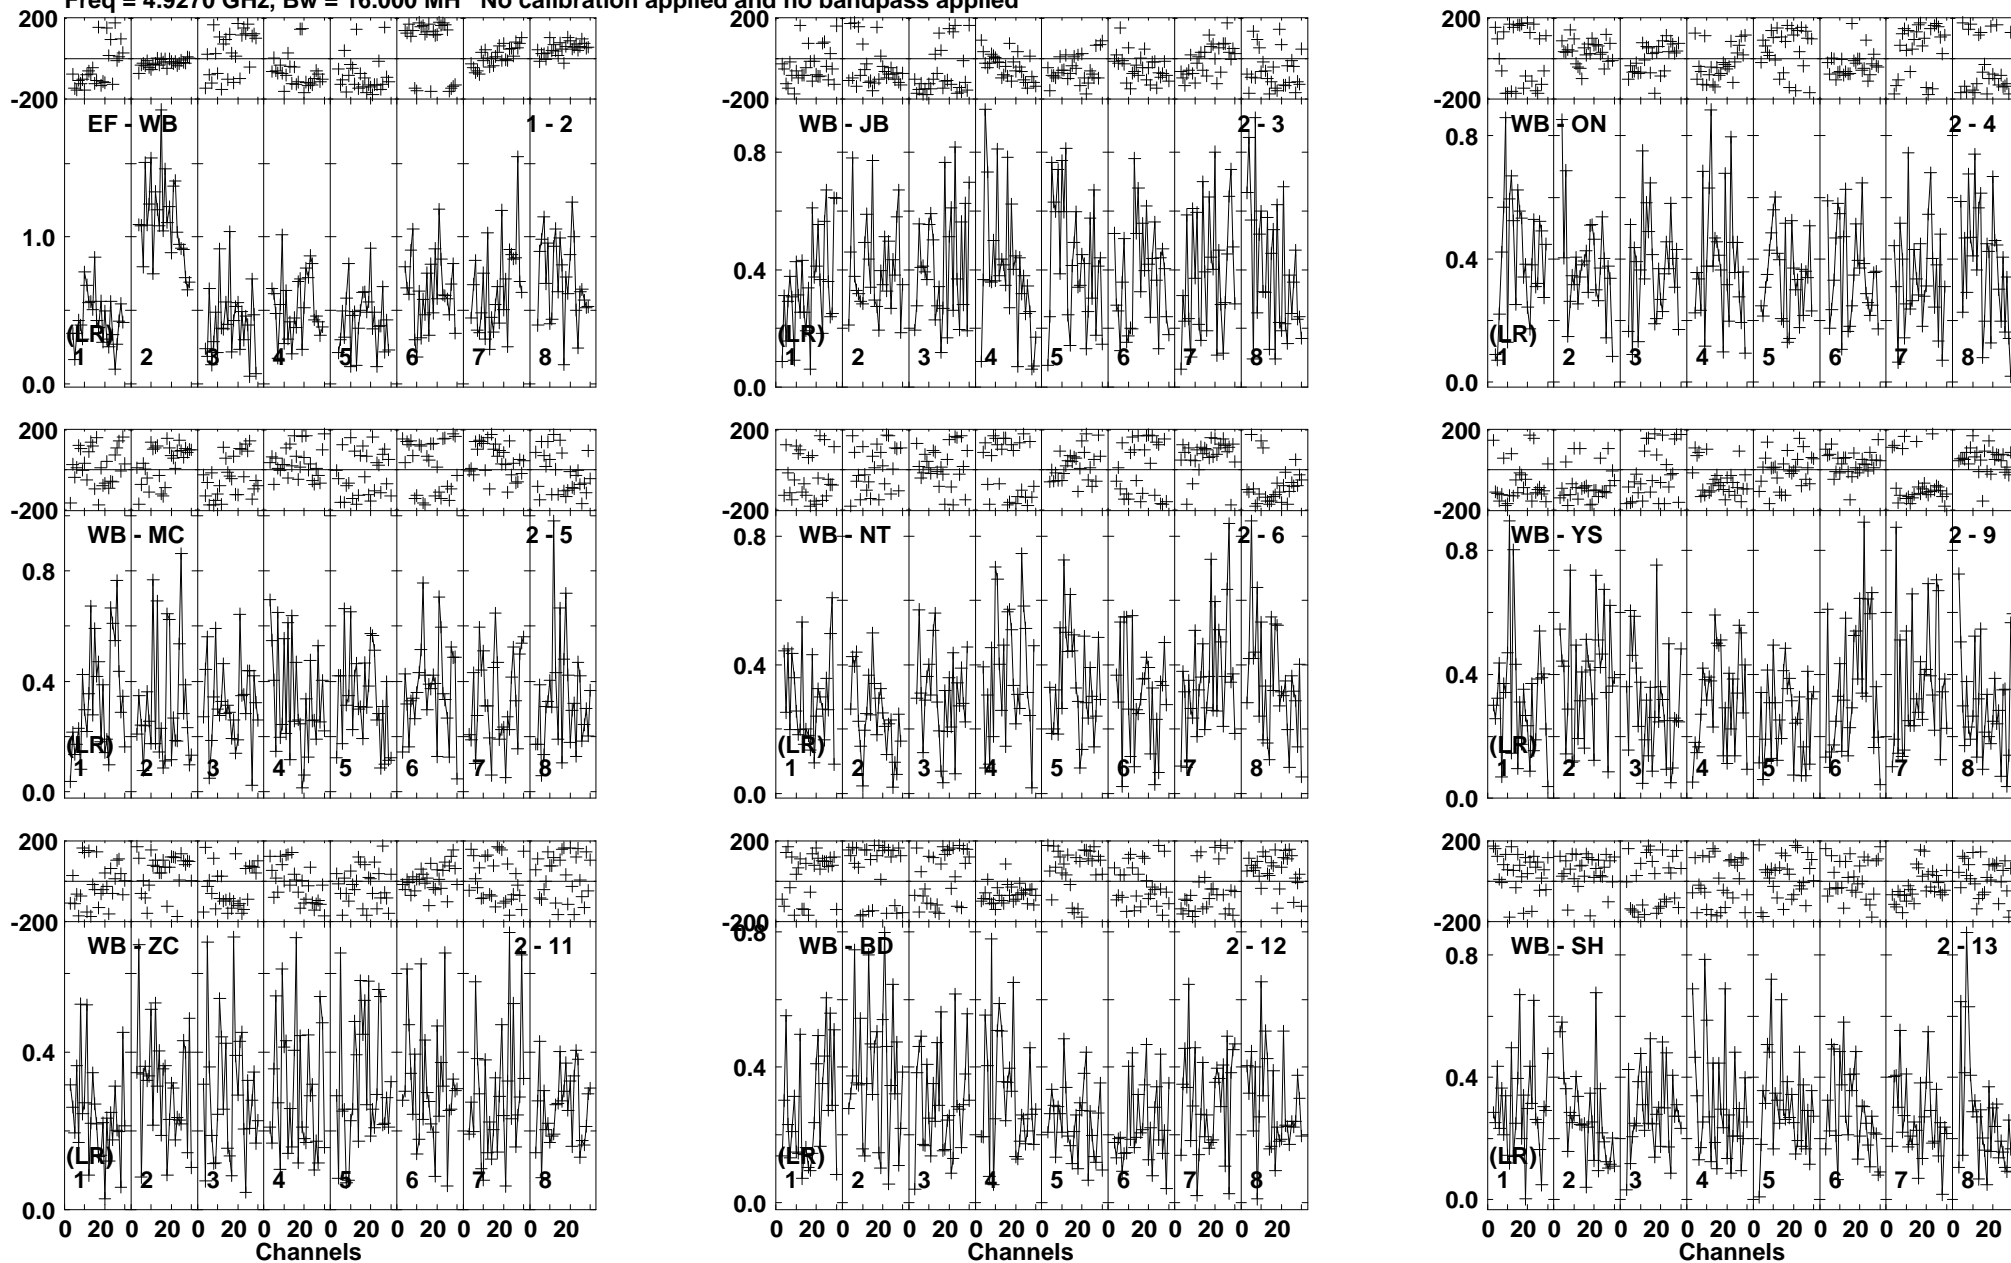 Freq = 4.9270 GHz, Bw = 16.000 MH No calibration applied and no bandpass applied
200 200 200
-200 -200 -200
EF - WB 1 - 2 WB - JB 2 - 3 WB - ON 2 - 4
0.8 0.8
1.0
0.4 0.4
(LR) (LR) (LR)
1 2 3 4 5 6 7 8 1 2 3 4 5 6 7 8 1 2 3 4 5 6 7 8
0.0 0.0 0.0
200 200 200
-200 -200 -200
WB - MC 2 - 5 WB - NT 2 - 6 WB - YS 2 - 9
0.8 0.8 0.8
0.4 0.4 0.4
(LR) (LR) (LR)
1 2 3 4 5 6 7 8 1 2 3 4 5 6 7 8 1 2 3 4 5 6 7 8
0.0 0.0 0.0
200 200 200
-200 -200 -200
0.8
WB - ZC 2 - 11 WB - BD 2 - 12 WB - SH 2 - 13
0.8
0.4 0.4 0.4
(LR) (LR) (LR)
1 2 3 4 5 6 7 8 1 2 3 4 5 6 7 8 1 2 3 4 5 6 7 8
0.0 0.0 0.0
0 20 0 20 0 20 0 20 0 20 0 20 0 20 0 20 0 20 0 20 0 20 0 20 0 20 0 20 0 20 0 20 0 20 0 20 0 20 0 20 0 20 0 20 0 20 0 20
Channels Channels Channels